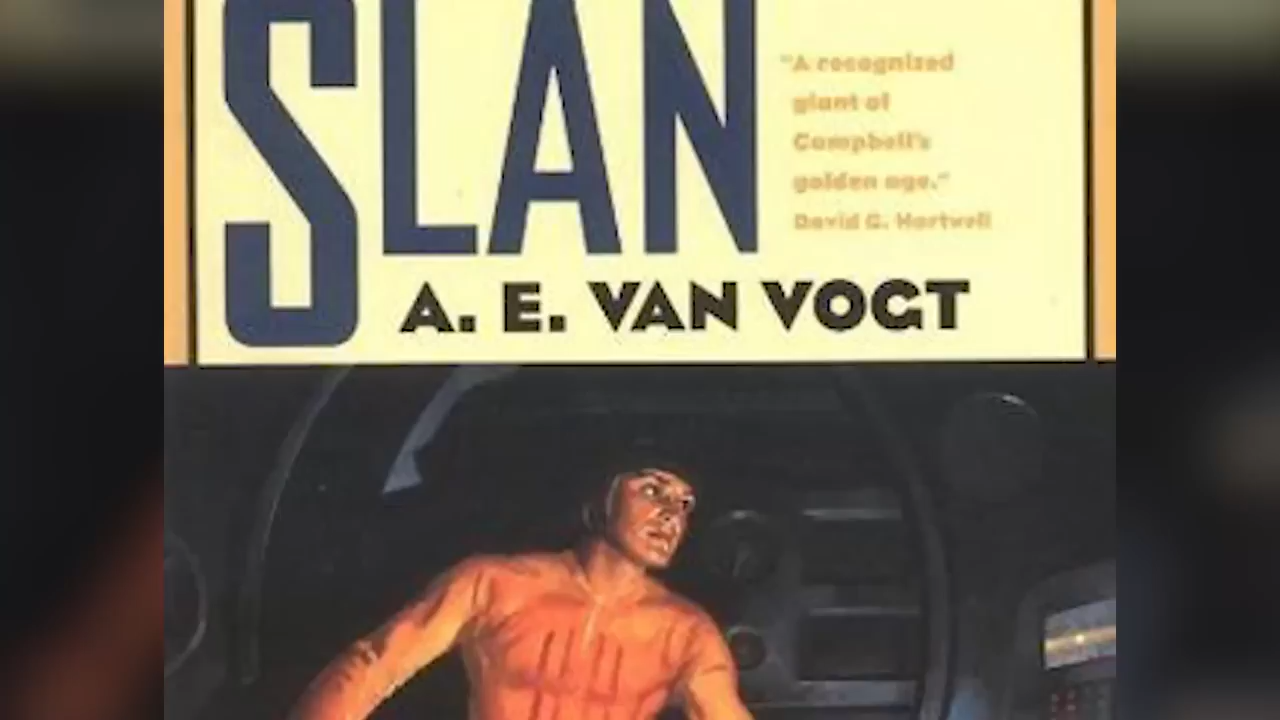 SLAN
"A recognized
giant of
Campbell's
golden age."
David G. Hartwell
A. E. VAN VOGT